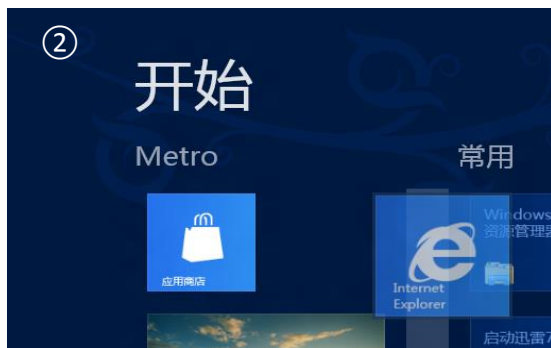 ②
开始
Metro
常用
应用商店
Internet
Explorer
Windows
资源管理器
启动迅雷7